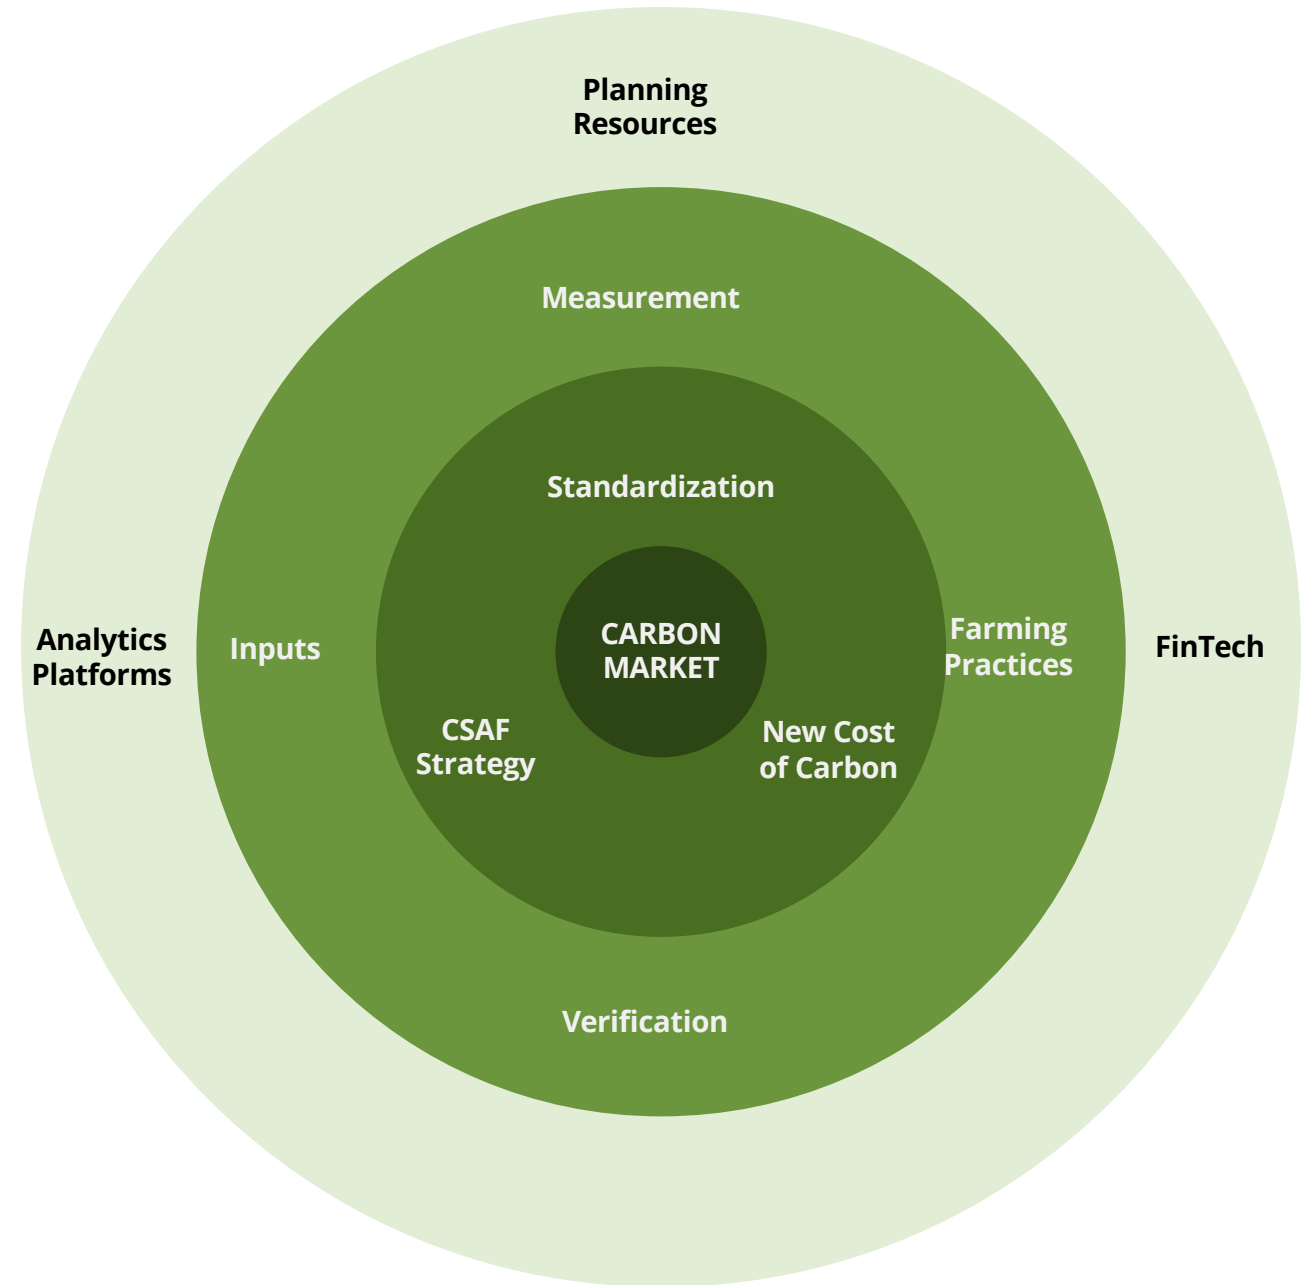 Planning
Resources
Measurement
Standardization
CARBON
MARKET
Analytics
Platforms
Inputs
Farming
Practices
FinTech
CSAF
Strategy
New Cost
of Carbon
Verification